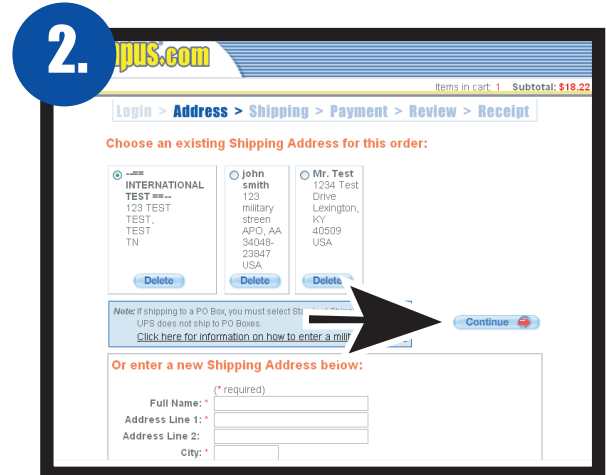 2.
pus.com
Items in cart: 1 Subtotal: $18.22
Login > Address > Shipping > Payment > Review > Receipt
Choose an existing Shipping Address for this order:
--==
INTERNATIONAL
TEST ==--
123 TEST
TEST,
TEST
TN
Delete
john
smith
123
military
streen
APO, AA
34048-
23847
USA
Delete
Mr. Test
1234 Test
Drive
Lexington,
KY
40509
USA
Delete
Note: If shipping to a PO Box, you must select
UPS does not ship to PO Boxes.
Click here for information on how to enter a
Continue
Or enter a new Shipping Address below:
(* required)
Full Name: *
Address Line 1: *
Address Line 2:
City: *